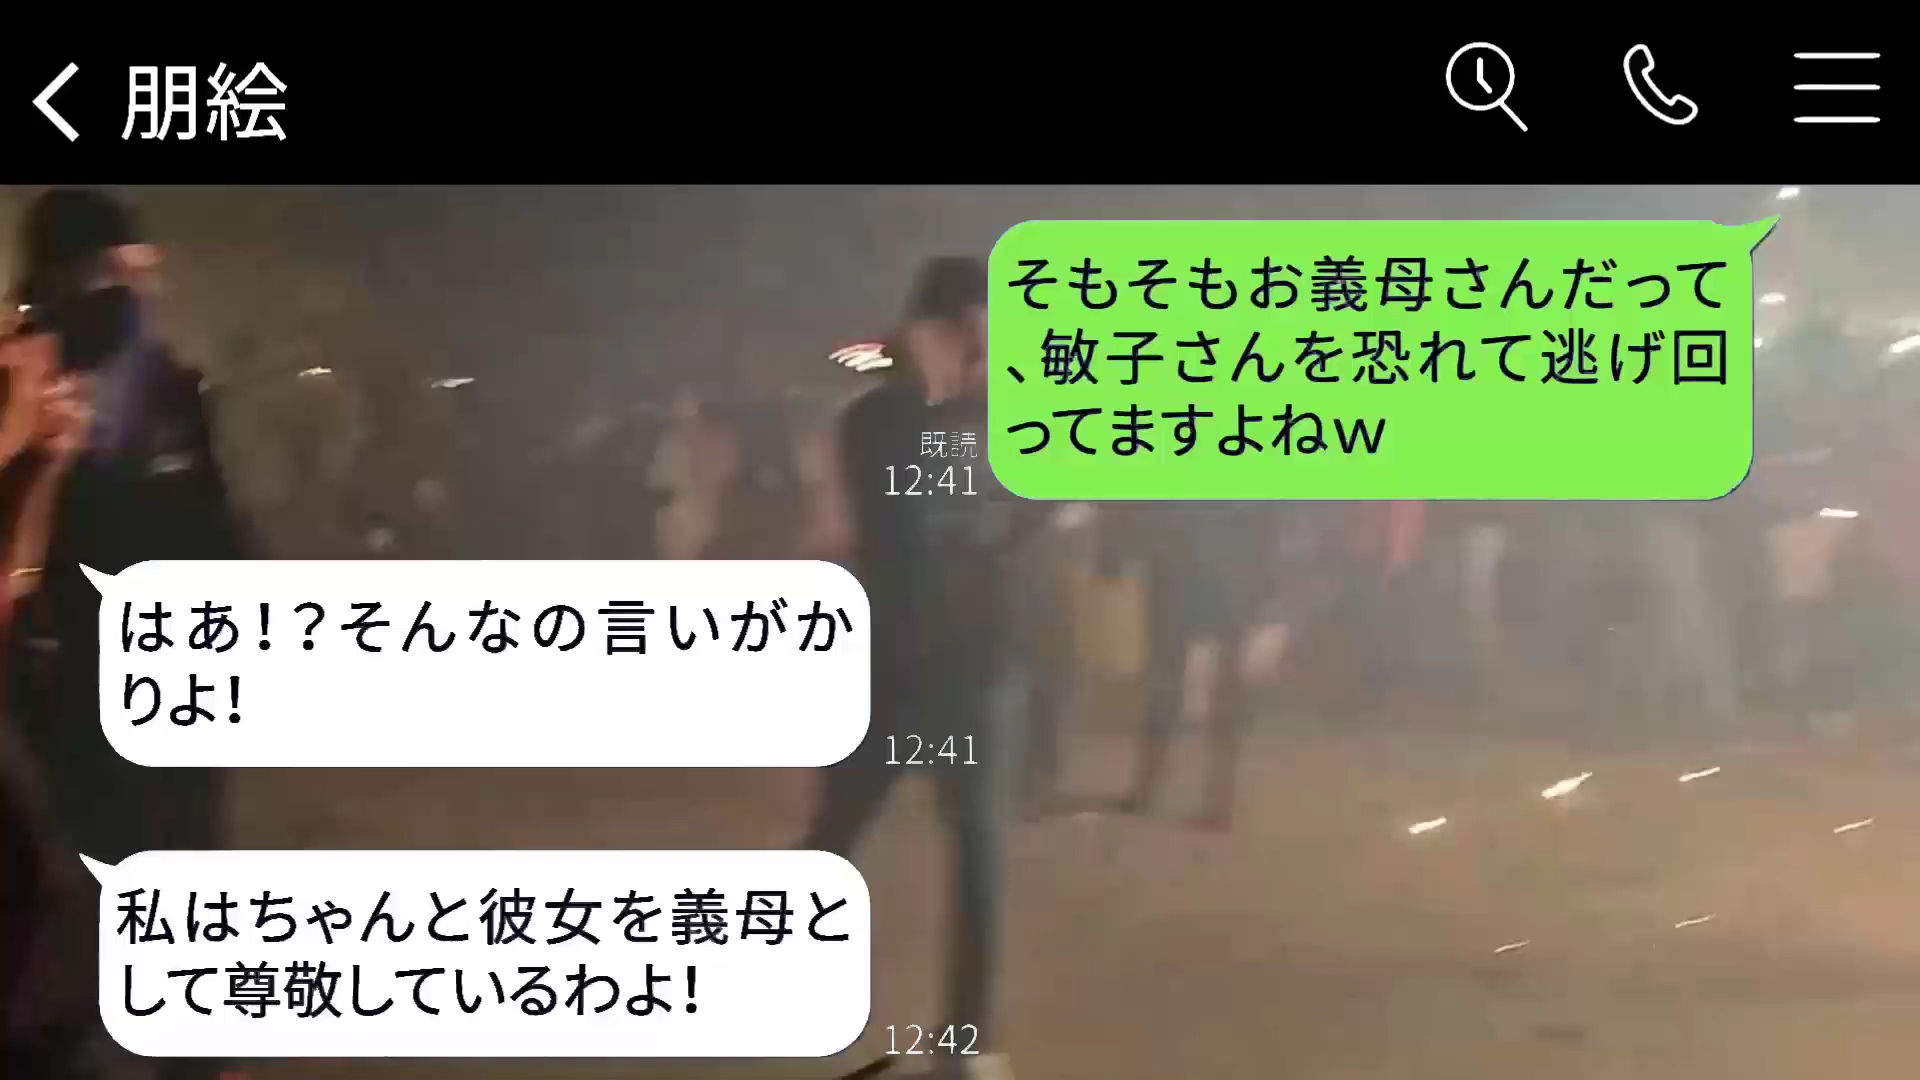 朋絵
そもそもお義母さんだって
、敏子さんを恐れて逃げ回
ってますよねw
既読
12:41
はあ!?そんなの言いがか
りよ!
12:41
私はちゃんと彼女を義母と
して尊敬しているわよ!
12:42